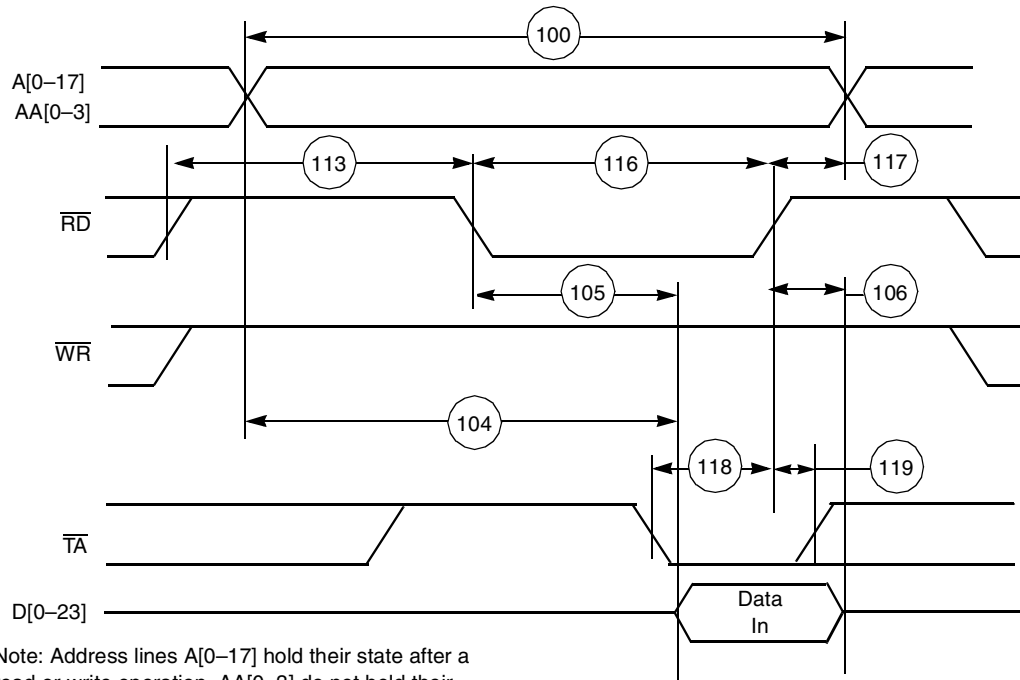 100
A[0–17]
AA[0–3]
113
116
117
RD
105
106
WR
104
118
119
TA
D[0–23]
Data
In
Note: Address lines A[0–17] hold their state after a
read or write operation. AA[0–3] do not hold their